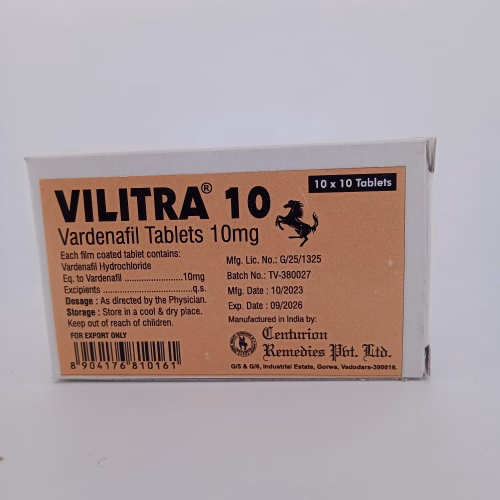 VILITRA® 10
10 x 10 Tablets
Vardenafil Tablets 10mg
Each film coated tablet contains:
Vardenafil Hydrochloride
Eq. to Vardenafil .......................10mg
Excipients ...............................q.s.
Dosage : As directed by the Physician.
Storage : Store in a cool & dry place.
Keep out of reach of children.
FOR EXPORT ONLY
8 904176 810161
Mfg. Lic. No.: G/25/1325
Batch No.: TV-380027
Mfg. Date : 10/2023
Exp. Date : 09/2026
Manufactured in India by:
Centurion
Remedies Pvt. Ltd.
G/5 & G/6, Industrial Estate, Gorwa, Vadodara-390016.